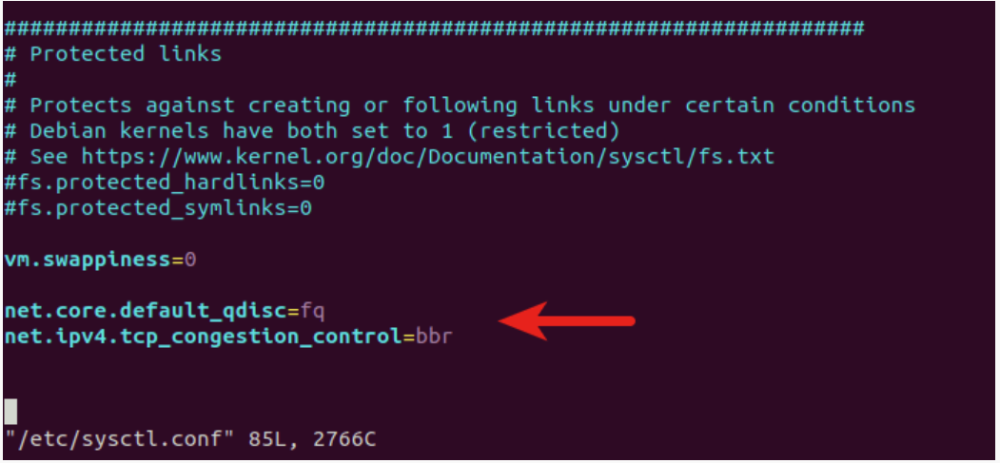 ###################################################################
# Protected links
#
# Protects against creating or following links under certain conditions
# Debian kernels have both set to 1 (restricted)
# See https://www.kernel.org/doc/Documentation/sysctl/fs.txt
#fs.protected_hardlinks=0
#fs.protected_symlinks=0
vm.swappiness=0
net.core.default_qdisc=fq
net.ipv4.tcp_congestion_control=bbr
"/etc/sysctl.conf" 85L, 2766C